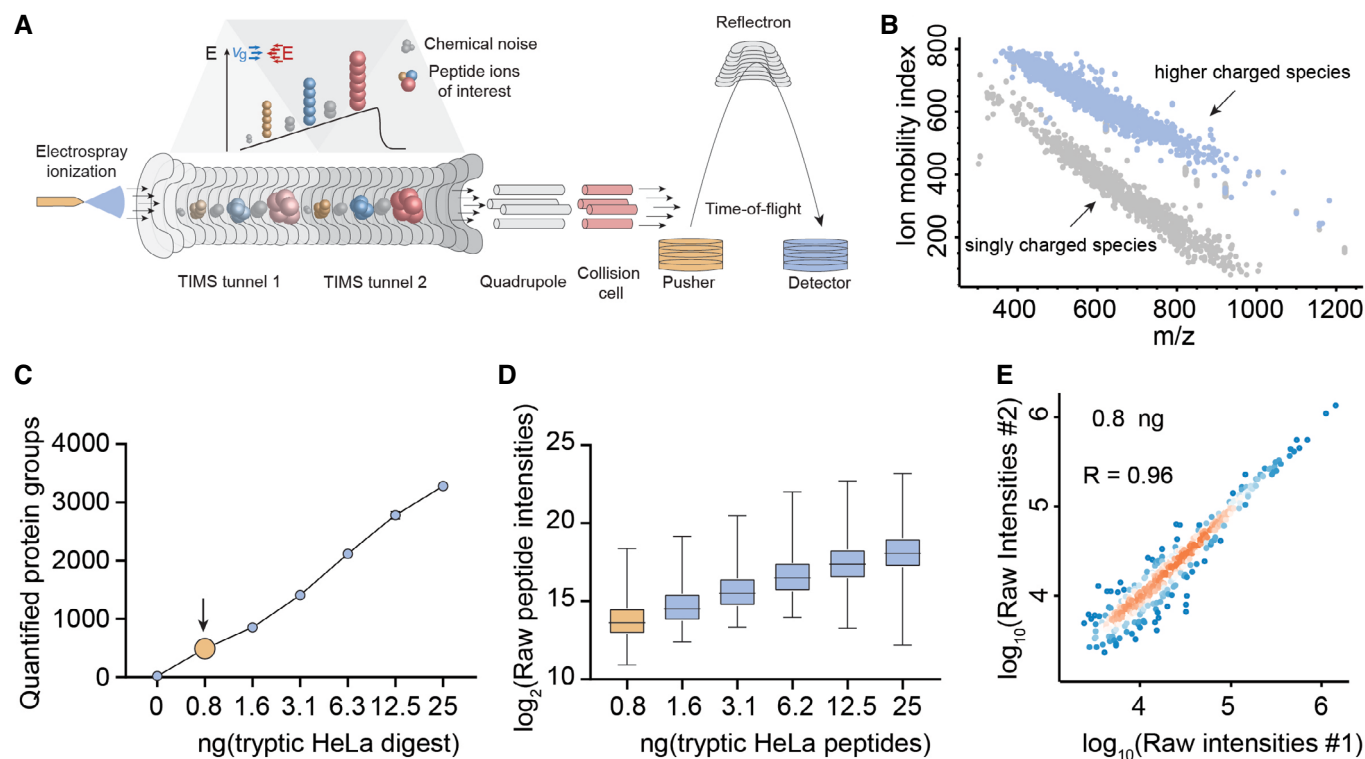 A
E
vg
E
Chemical noise
Peptide ions
of interest
Electrospray
ionization
TIMS tunnel 1
TIMS tunnel 2
Quadrupole
Collision
cell
Reflectron
Time-of-flight
Pusher
Detector
B
Ion mobility index
800
600
400
200
higher charged species
singly charged species
400 600 800 1000 1200
m/z
C
Quantified protein groups
4000
3000
2000
1000
0
0 0.8 1.6 3.1 6.3 12.5 25
ng(tryptic HeLa digest)
D
log2(Raw peptide intensities)
25
20
15
10
0.8 1.6 3.1 6.2 12.5 25
ng(tryptic HeLa peptides)
E
log10(Raw Intensities #2)
6
5
4
0.8 ng
R = 0.96
4 5 6
log10(Raw intensities #1)